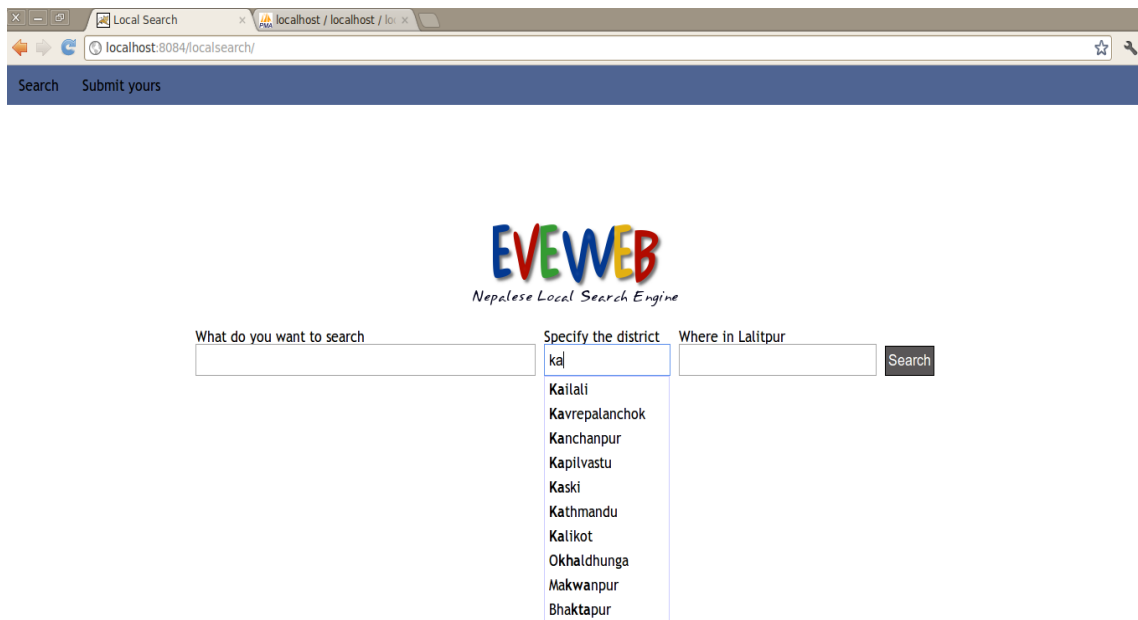 Local Search
localhost / localhost / loc
localhost:8084/localsearch/
Search Submit yours
EVEWEB
Nepalese Local Search Engine
What do you want to search Specify the district Where in Lalitpur
ka Search
Kailali
Kavrepalanchok
Kanchanpur
Kapilvastu
Kaski
Kathmandu
Kalikot
Okhaldhunga
Makwanpur
Bhaktapur